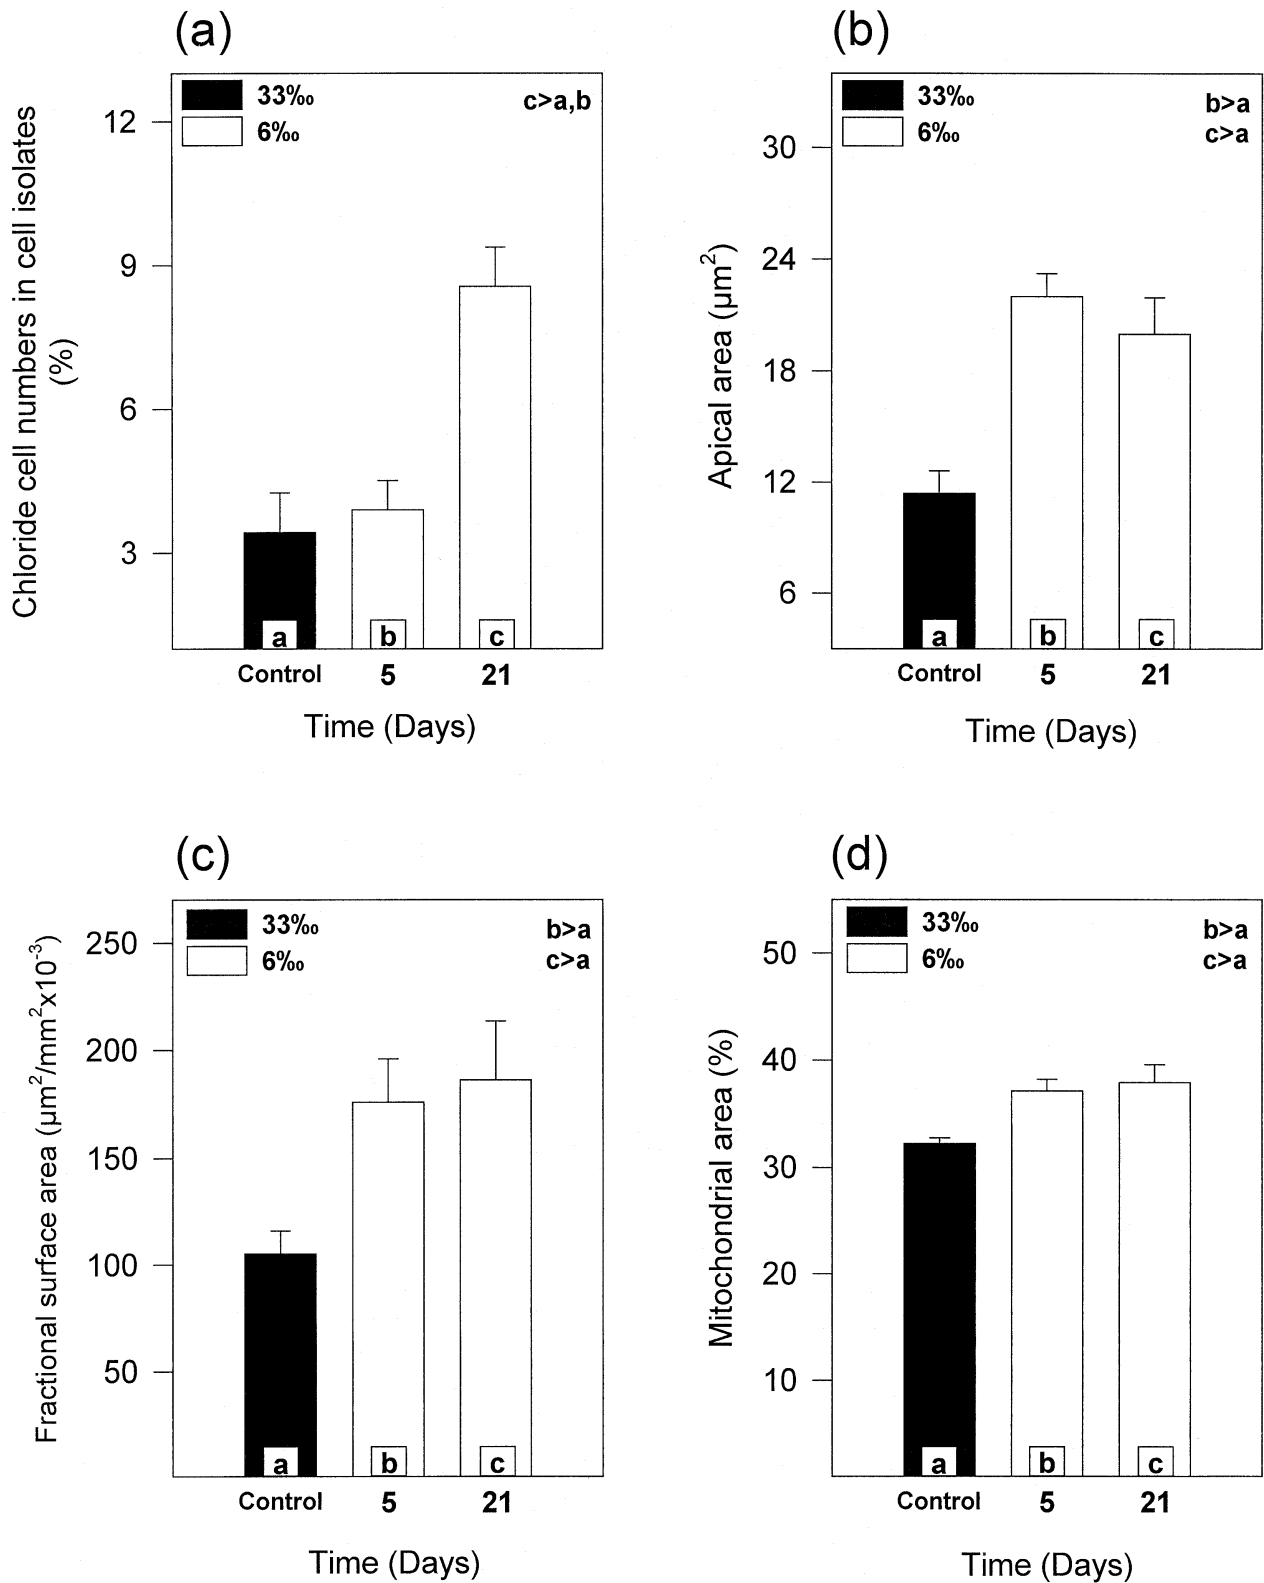 (a)
33‰
6‰
c>a,b
12
9
6
3
Chloride cell numbers in cell isolates
(%)
a
b
c
Control
5
21
Time (Days)
(b)
33‰
6‰
b>a
c>a
30
24
18
12
6
Apical area (µm²)
a
b
c
Control
5
21
Time (Days)
(c)
33‰
6‰
b>a
c>a
250
200
150
100
50
Fractional surface area (µm²/mm²x10⁻³)
a
b
c
Control
5
21
Time (Days)
(d)
33‰
6‰
b>a
c>a
50
40
30
20
10
Mitochondrial area (%)
a
b
c
Control
5
21
Time (Days)